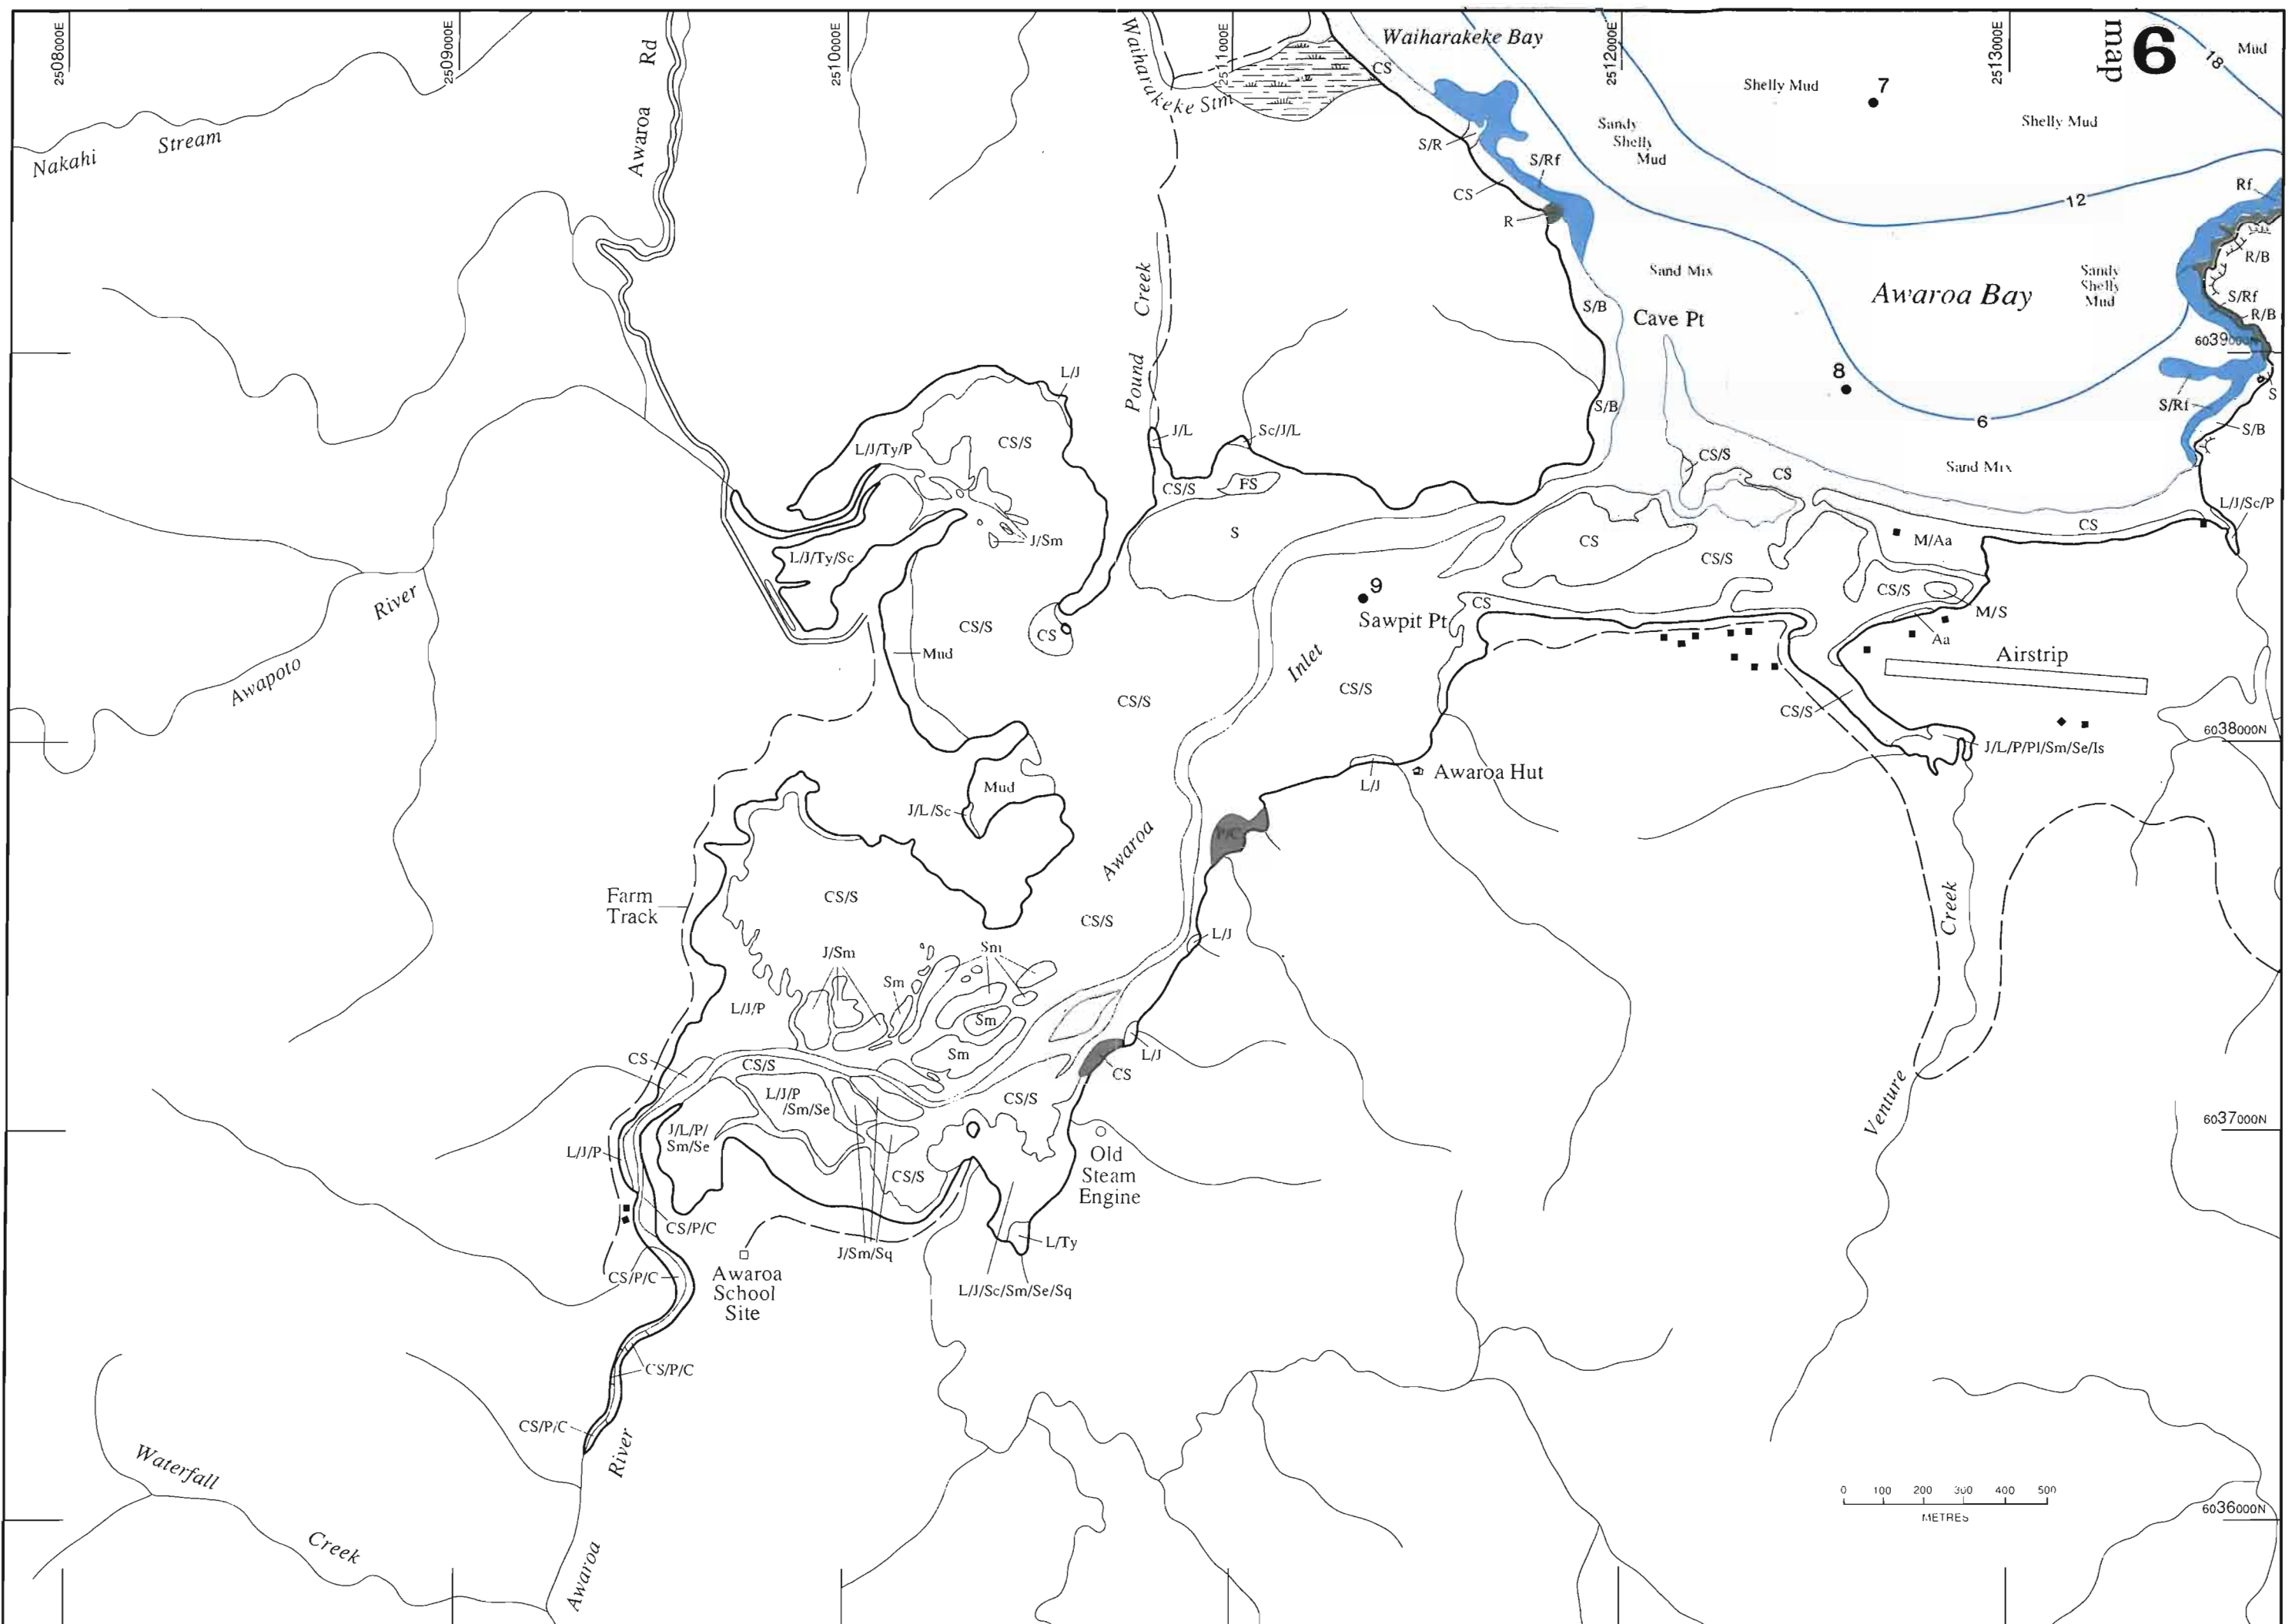 2508000E
2509000E
Rd
Awaroa
2510000E
Waiharakeke Stm
2511000E
Waiharakeke Bay
CS
2512000E
Shelly Mud
7
2513000E
map 6
18
Mud
Nakahi Stream
S/R
S/Rf
CS
R
Sandy
Shelly
Mud
Shelly Mud
12
Rf
R/B
S/Rf
R/B
6039000N
Sand Mix
Awaroa Bay
Sandy
Shelly
Mud
S/B
Cave Pt
8
6
S/B
S/Rf
S
S/B
Sand Mix
Pound Creek
L/J
CS/S
L/J/Ty/P
J/L
Sc/J/L
CS/S
FS
S
J/Sm
L/J/Ty/Sc
CS/S
CS
CS
CS
CS/S
M/Aa
CS
L/J/Sc/P
CS/S
M/S
Aa
Airstrip
9
Sawpit Pt
CS
Awapoto River
CS/S
Mud
CS
CS/S
Inlet
CS/S
CS/S
6038000N
J/L/P/Pl/Sm/Se/Is
Mud
J/L/Sc
L/J
Awaroa Hut
P/C
Awaroa
Farm
Track
CS/S
CS/S
L/J
J/Sm
Sm
Sm
L/J/P
Sm
Sm
L/J
CS
CS
CS/S
L/J/P
/Sm/Se
CS/S
J/L/P/
Sm/Se
L/J/P
CS/S
Old
Steam
Engine
Creek
Venture
6037000N
CS/P/C
J/Sm/Sq
L/Ty
L/J/Sc/Sm/Se/Sq
CS/P/C
Awaroa
School
Site
CS/P/C
CS/P/C
River
Awaroa
Waterfall
Creek
0 100 200 300 400 500
METRES
6036000N